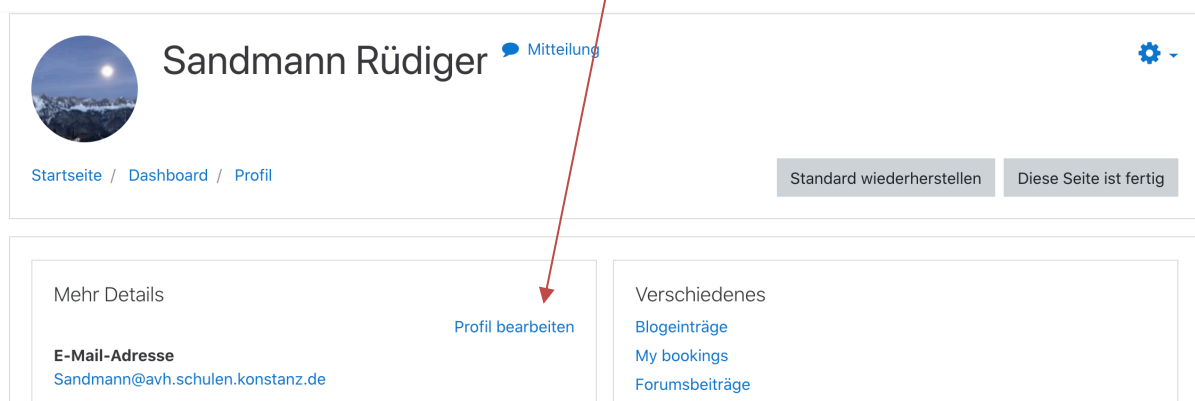 Sandmann Rüdiger Mitteilung
Startseite / Dashboard / Profil
Standard wiederherstellen Diese Seite ist fertig
Mehr Details
Profil bearbeiten
E-Mail-Adresse
Sandmann@avh.schulen.konstanz.de
Verschiedenes
Blogeinträge
My bookings
Forumsbeiträge